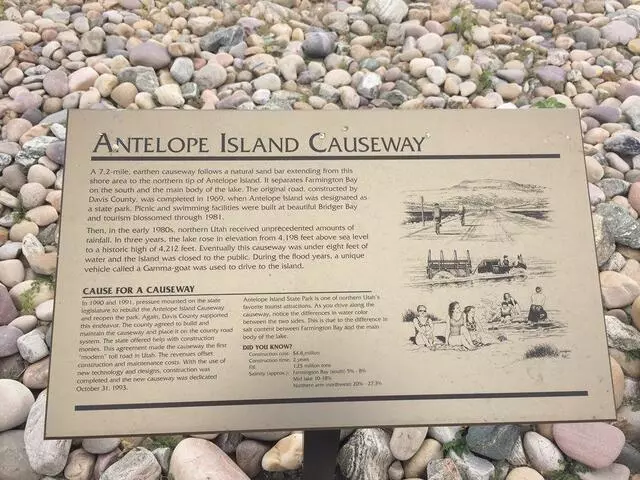 ANTELOPE ISLAND CAUSEWAY
A 7.2-mile, earthen causeway follows a natural sand bar extending from this
shore area to the northern tip of Antelope Island. It separates Farmington Bay
on the south and the main body of the lake. The original road, constructed by
Davis County, was completed in 1969, when Antelope Island was designated as
a state park. Picnic and swimming facilities were built at beautiful Bridger Bay
and tourism blossomed through 1981.
Then, in the early 1980s, northern Utah received unprecedented amounts of
rainfall. In three years, the lake rose in elevation from 4,198 feet above sea level
to a historic high of 4,212 feet. Eventually this causeway was under eight feet of
water and the island was closed to the public. During the flood years, a unique
vehicle called a Gamma-goat was used to drive to the island.
CAUSE FOR A CAUSEWAY
In 1990 and 1991, pressure mounted on the state
legislature to rebuild the Antelope Island Causeway
and reopen the park. Again, Davis County supported
this endeavor. The county agreed to build and
maintain the causeway and place it on the county road
system. The state offered help with construction
monies. This agreement made the causeway the first
"modern" toll road in Utah. The revenues offset
construction and maintenance costs. With the use of
new technology and designs, construction was
completed and the new causeway was dedicated
October 31, 1993.
Antelope Island State Park is one of northern Utah's
favorite tourist attractions. As you drive along the
causeway, notice the differences in water color
between the two sides. This is due to the difference in
salt content between Farmington Bay and the main
body of the lake.
DID YOU KNOW?
Construction cost: $4.8 million
Construction time: 2 years
Fill: 1.25 million tons
Salinity (approx.): Farmington Bay (south) 5% - 8%
Mid lake 10-18%
Northern arm (northwest) 20% - 27.3%